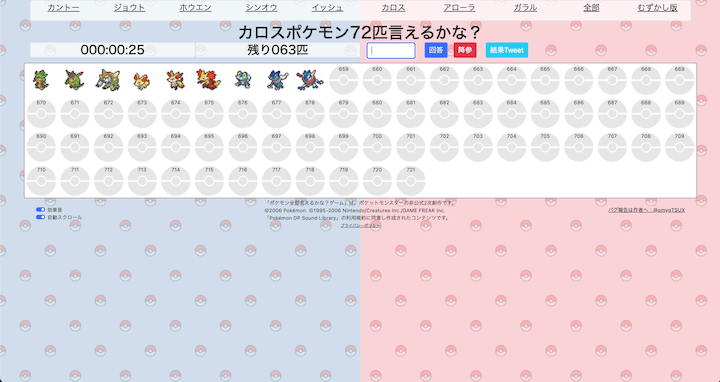 カントー ジョウト ホウエン シンオウ イッシュ カロス アローラ ガラル 全部 むずかし版
カロスポケモン72匹言えるかな？
000:00:25 残り063匹 回答 降参 結果Tweet
659 660 661 662 663 664 665 666 667 668 669
670 671 672 673 674 675 676 677 678 679 680 681 682 683 684 685 686 687 688 689
690 691 692 693 694 695 696 697 698 699 700 701 702 703 704 705 706 707 708 709
710 711 712 713 714 715 716 717 718 719 720 721
「ポケモン全部言えるかな？ゲーム」は、ポケットモンスターの非公式2次創作です。
効果音 ©2006 Pokémon. ©1995-2006 Nintendo/Creatures Inc./GAME FREAK inc. バグ報告は作者へ：@omygTSUX
自動スクロール 「Pokémon DP Sound Library」の利用規約に同意し作成されたコンテンツです。
プライバシーポリシー